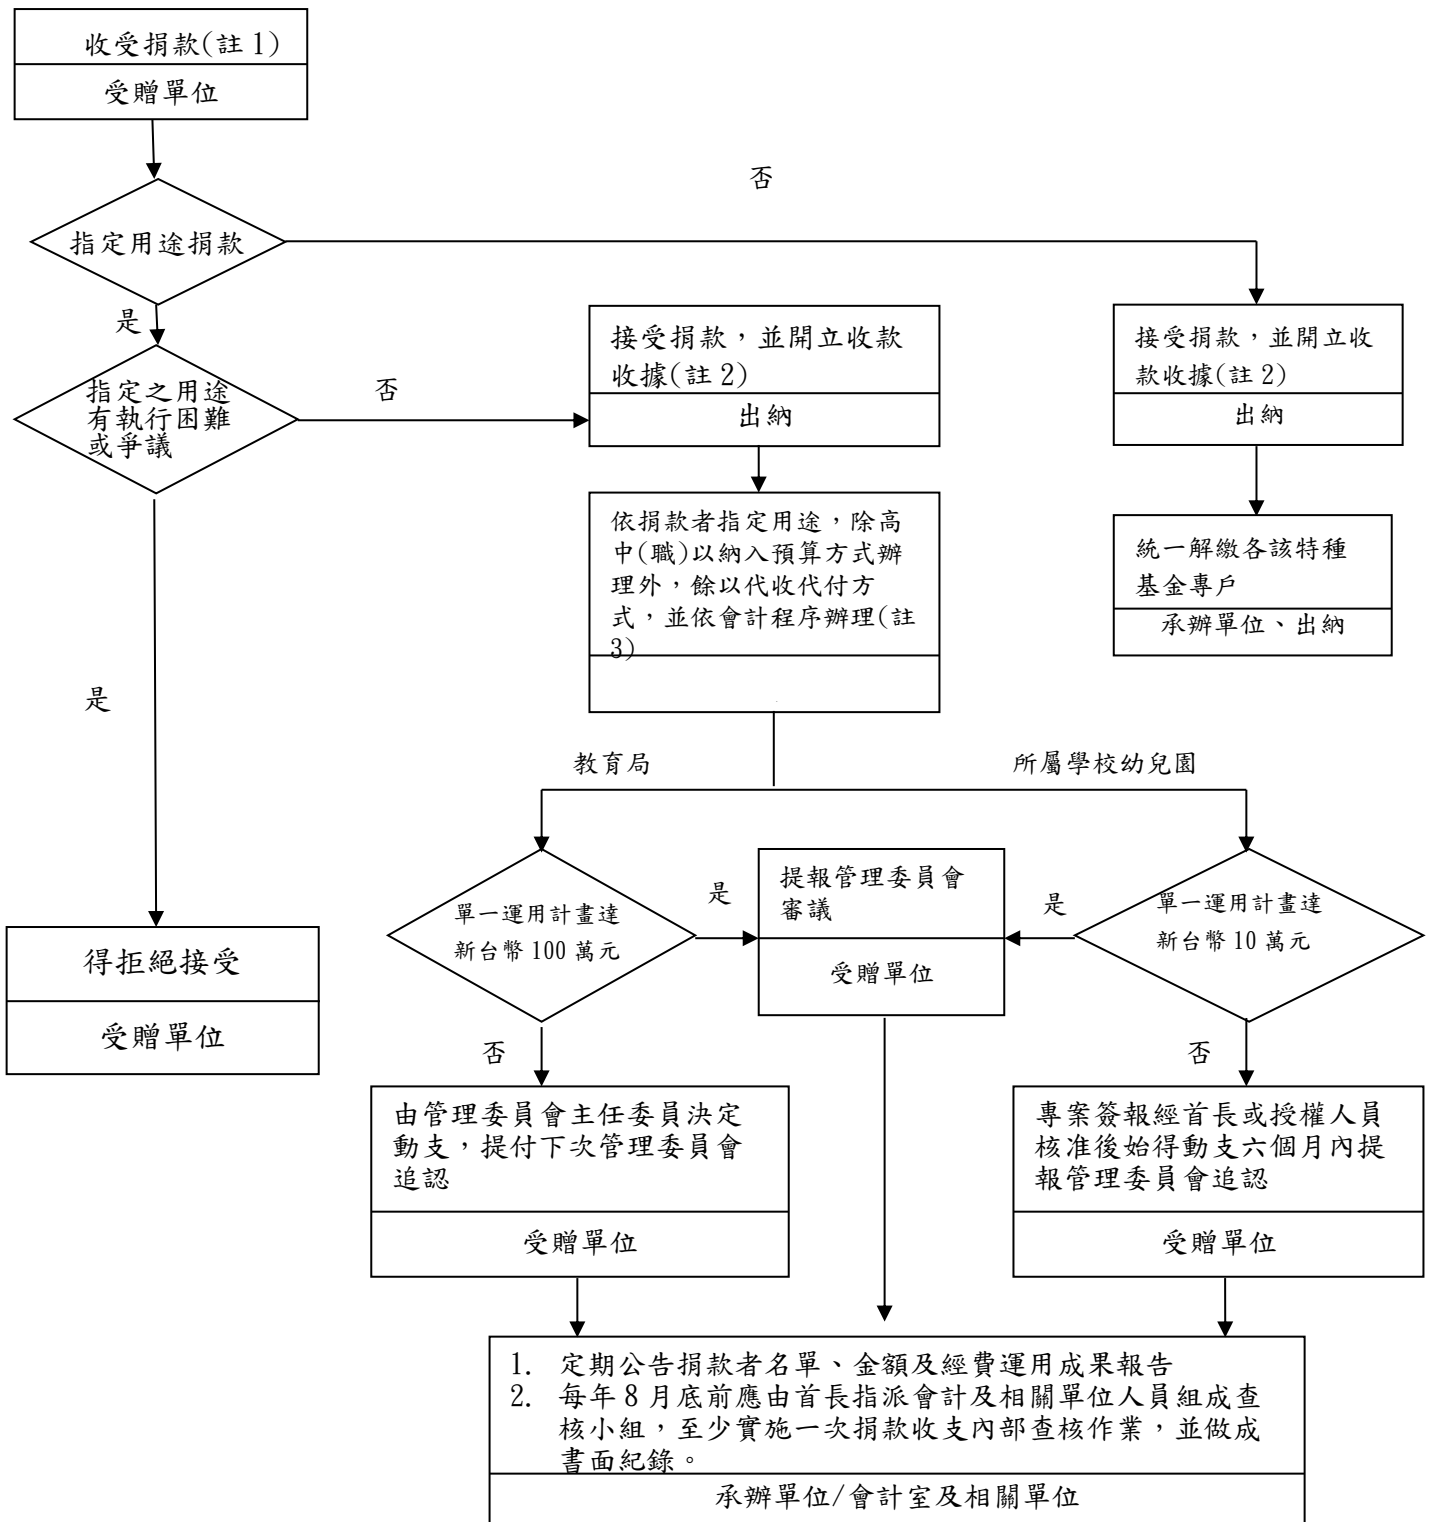 收受捐款(註 1)
受贈單位
否
指定用途捐款
是
指定之用途
有執行困難
或爭議
否
接受捐款，並開立收款
收據(註 2)
出納
接受捐款，並開立收
款收據(註 2)
出納
依捐款者指定用途，除高
中(職)以納入預算方式辦
理外，餘以代收代付方
式，並依會計程序辦理(註
3)
統一解繳各該特種
基金專戶
承辦單位、出納
是
教育局
所屬學校幼兒園
單一運用計畫達
新台幣 100 萬元
是
提報管理委員會
審議
受贈單位
是
單一運用計畫達
新台幣 10 萬元
得拒絕接受
受贈單位
否
否
由管理委員會主任委員決定
動支，提付下次管理委員會
追認
受贈單位
專案簽報經首長或授權人員
核准後始得動支六個月內提
報管理委員會追認
受贈單位
1. 定期公告捐款者名單、金額及經費運用成果報告
2. 每年 8 月底前應由首長指派會計及相關單位人員組成查
核小組，至少實施一次捐款收支內部查核作業，並做成
書面紀錄。
承辦單位/會計室及相關單位